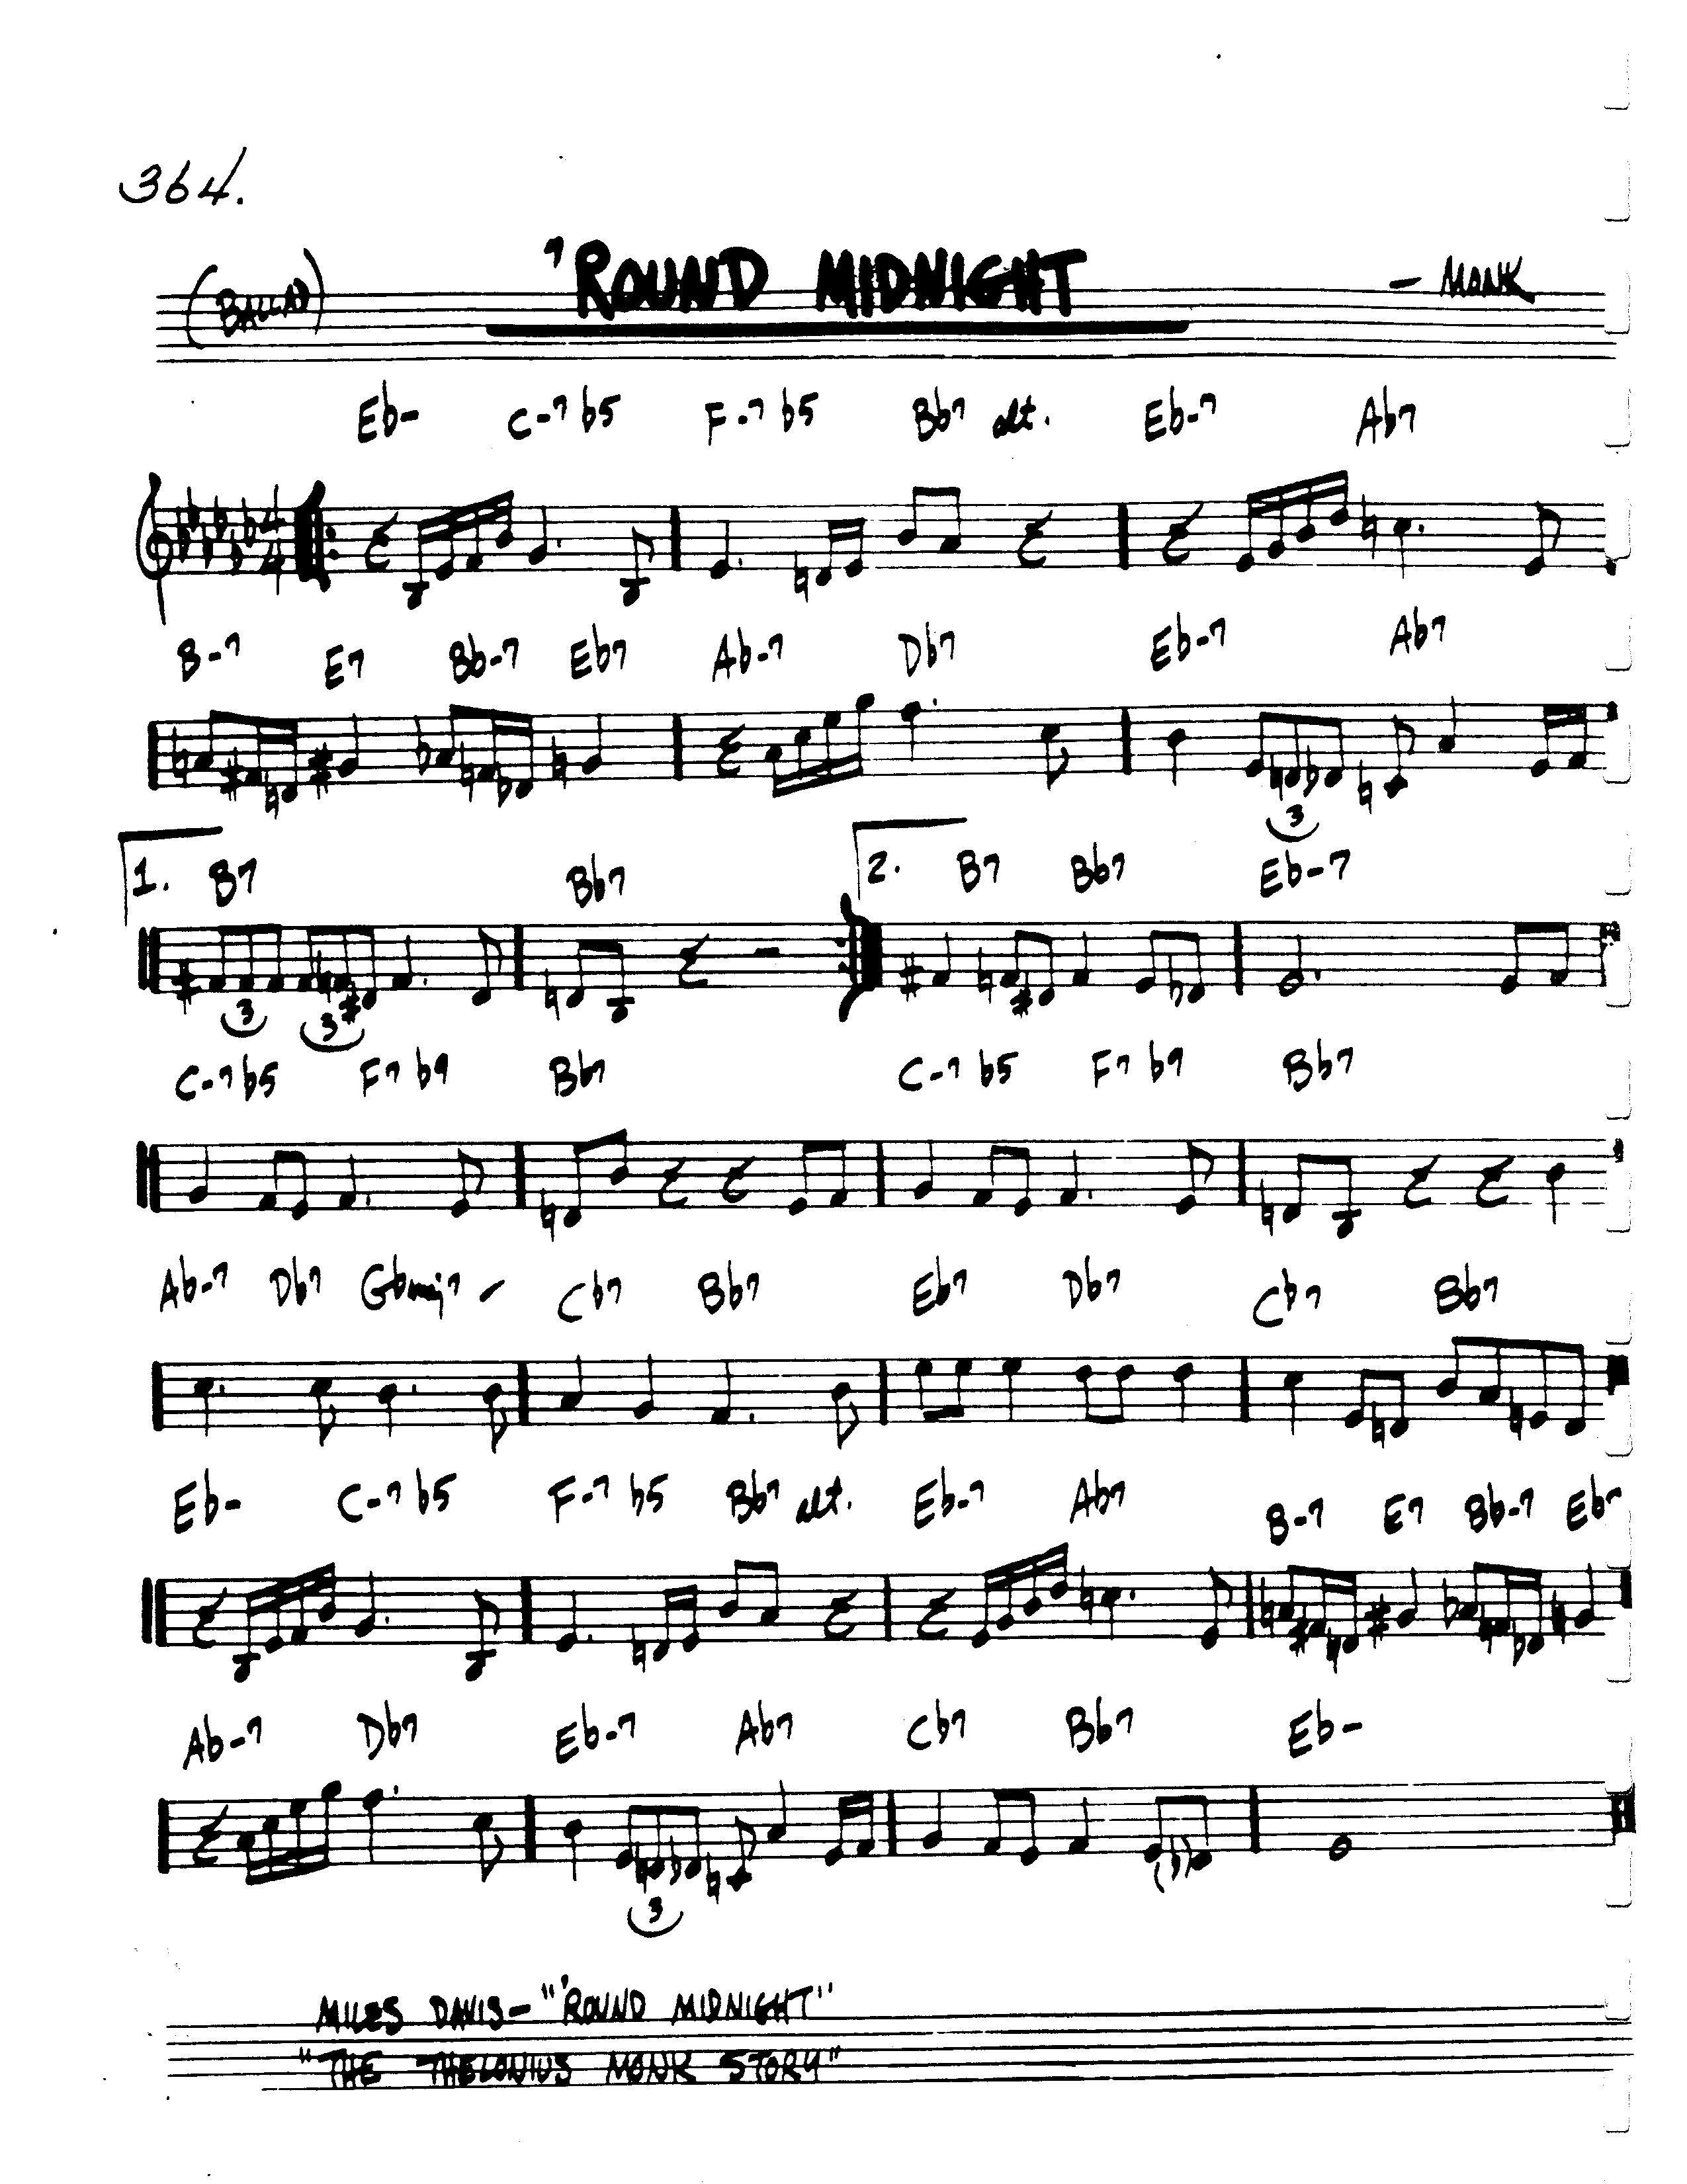 364.
(BALLAD) 'ROUND MIDNIGHT - MONK
Eb- C-7 b5 F-7 b5 Bb7 alt. Eb-7 Ab7
4
4
B-7 E7 Bb-7 Eb7 Ab-7 Db7 Eb-7 Ab7
3
1. B7 Bb7 2. B7 Bb7 Eb-7
3 3
C-7 b5 F7 b9 Bb7 C-7 b5 F7 b9 Bb7
Ab-7 Db7 Gbmaj7 - Cb7 Bb7 Eb7 Db7 Cb7 Bb7
Eb- C-7 b5 F-7 b5 Bb7 alt. Eb-7 Ab7 B-7 E7 Bb-7 Eb7
Ab-7 Db7 Eb-7 Ab7 Cb7 Bb7 Eb-
3
MILES DAVIS - "'ROUND MIDNIGHT"
"THE THELONIUS MONK STORY"